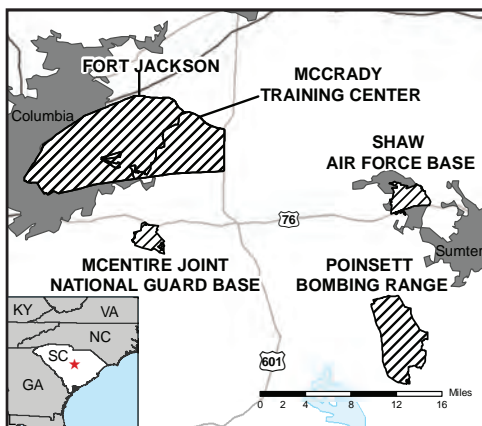 FORT JACKSON
MCCRADY
TRAINING CENTER
Columbia
SHAW
AIR FORCE BASE
76
Sumter
MCENTIRE JOINT
NATIONAL GUARD BASE
POINSETT
BOMBING RANGE
KY
VA
NC
SC
GA
601
Miles
0 2 4 8 12 16